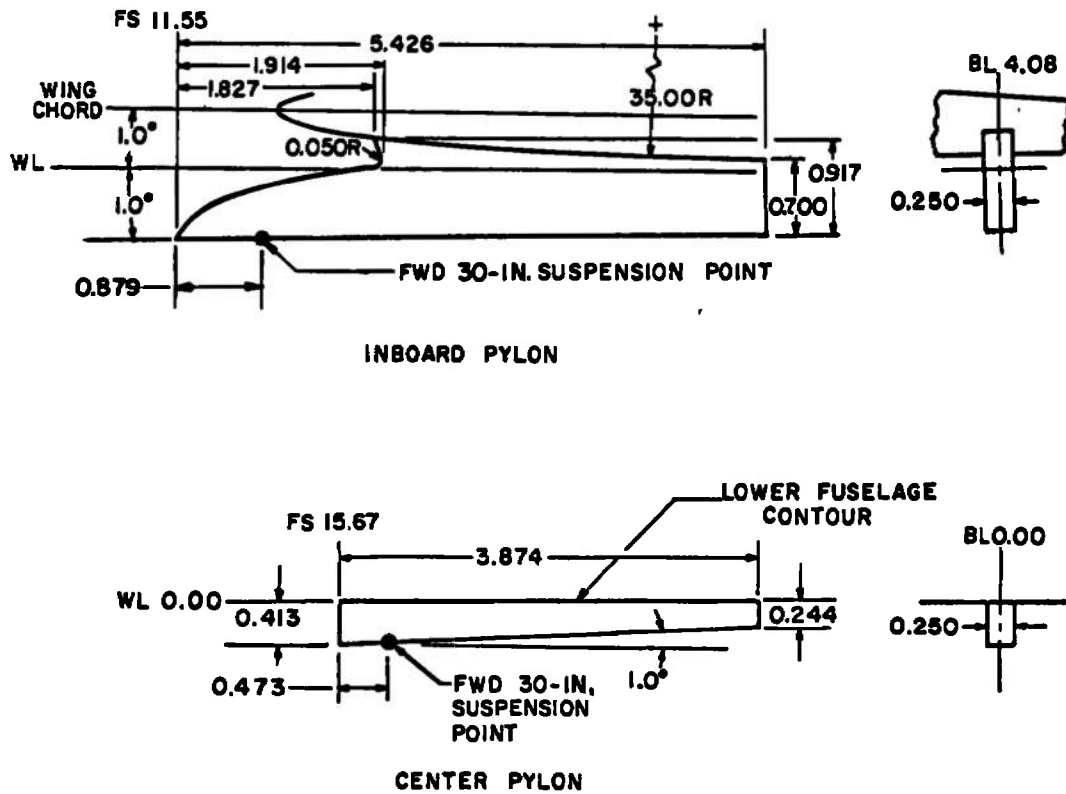 FS 11.55
5.426
1.914
1.827
WING
CHORD
1.0°
0.050R
35.00R
WL
1.0°
0.917
0.700
FWD 30-IN. SUSPENSION POINT
0.879
BL 4.08
0.250
INBOARD PYLON
LOWER FUSELAGE
CONTOUR
FS 15.67
3.874
WL 0.00
0.413
0.244
0.473
FWD 30-IN.
SUSPENSION
POINT
1.0°
BL0.00
0.250
CENTER PYLON